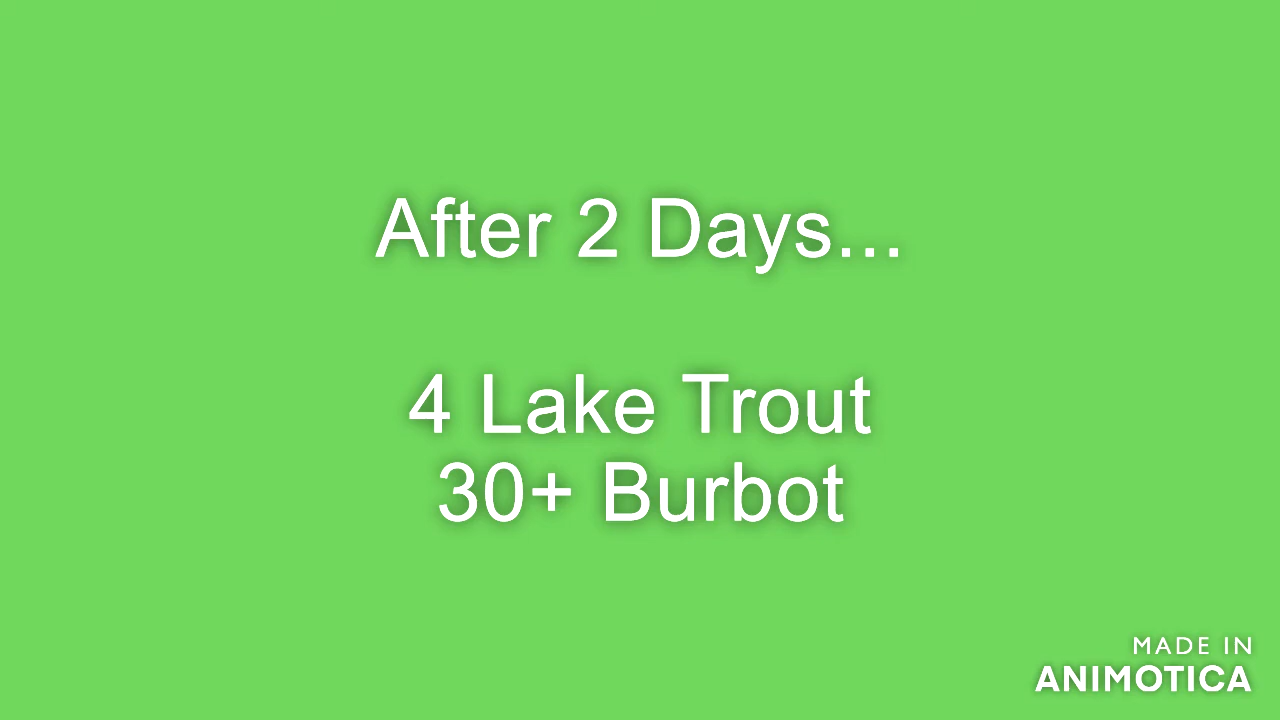 After 2 Days...
4 Lake Trout
30+ Burbot
MADE IN
ANIMOTICA